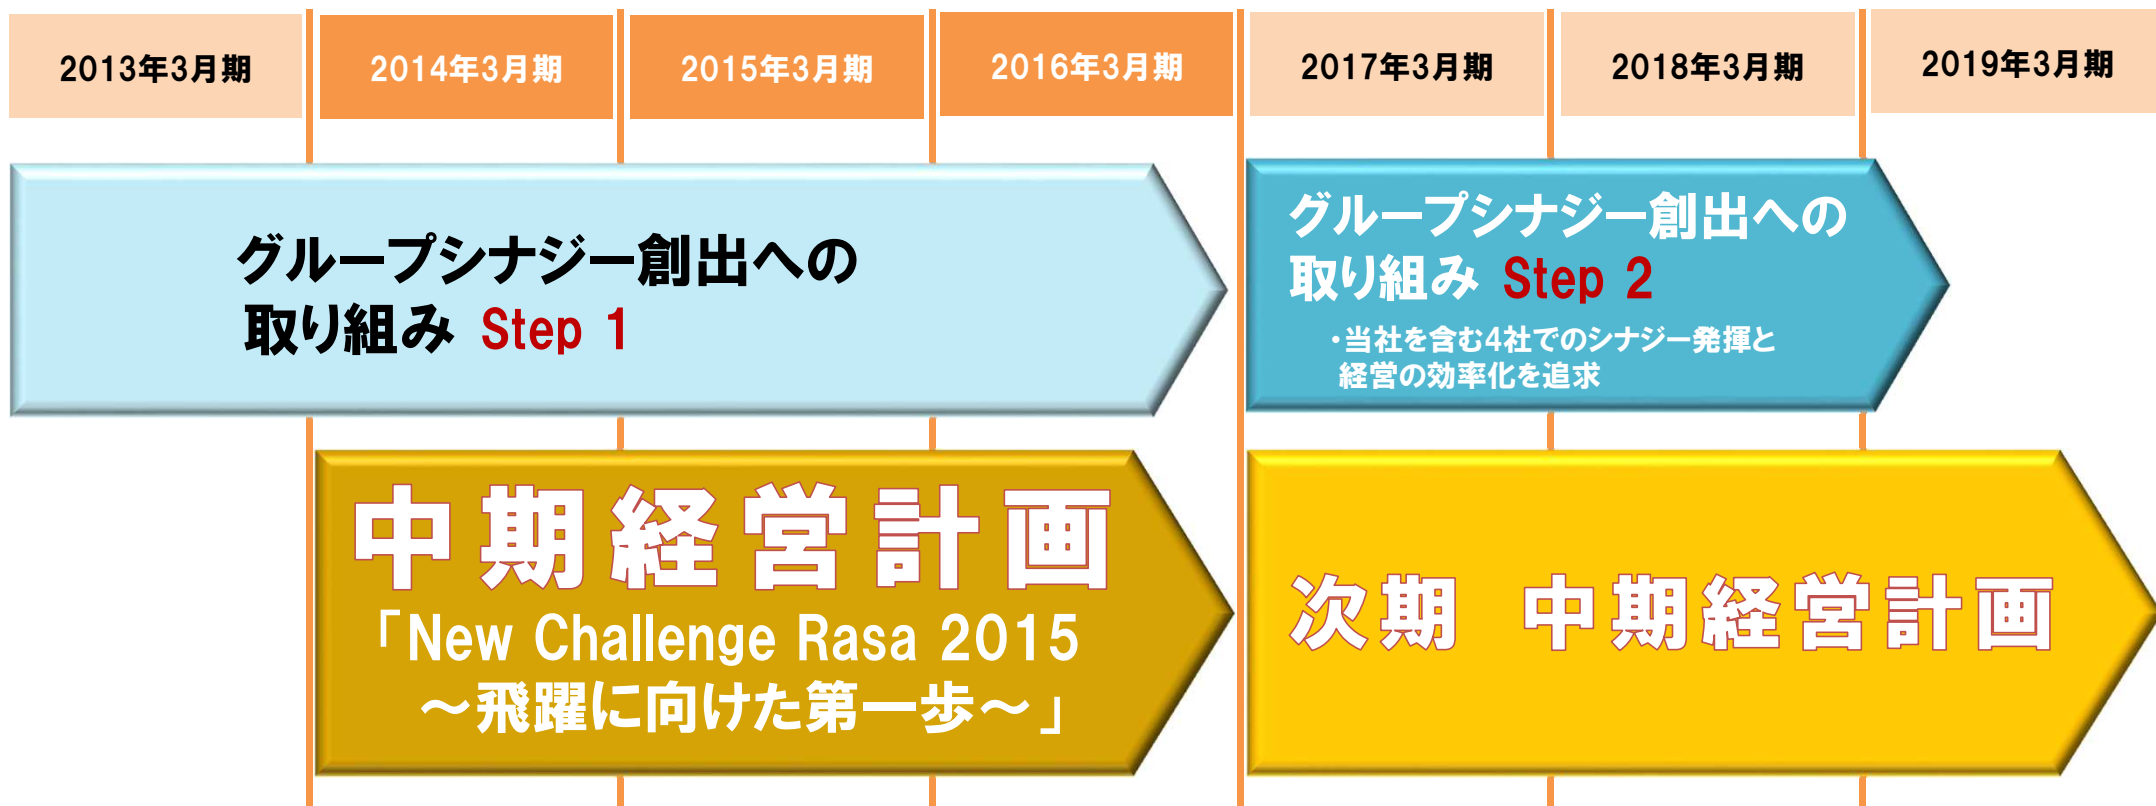 2013年3月期
2014年3月期
2015年3月期
2016年3月期
2017年3月期
2018年3月期
2019年3月期
グループシナジー創出への
取り組み Step 1
グループシナジー創出への
取り組み Step 2
・当社を含む4社でのシナジー発揮と
経営の効率化を追求
中期経営計画
「New Challenge Rasa 2015
～飛躍に向けた第一歩～」
次期 中期経営計画